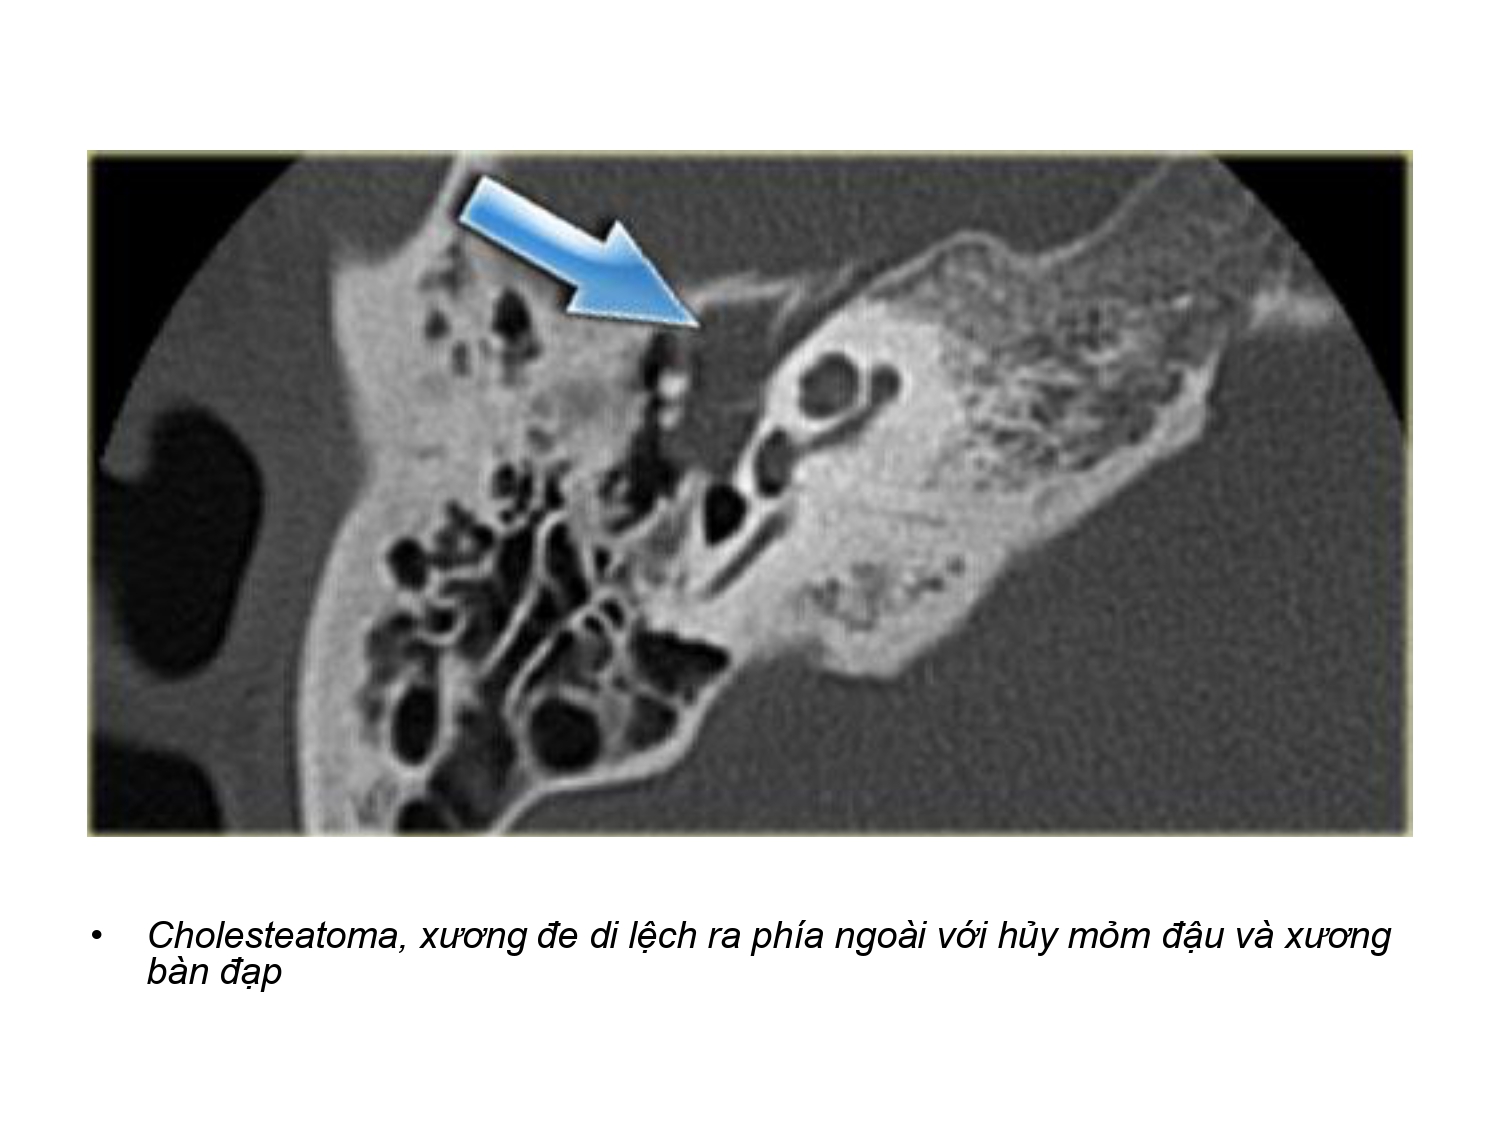 • Cholesteatoma, xương đe di lệch ra phía ngoài với hủy mỏm đậu và xương
bàn đạp